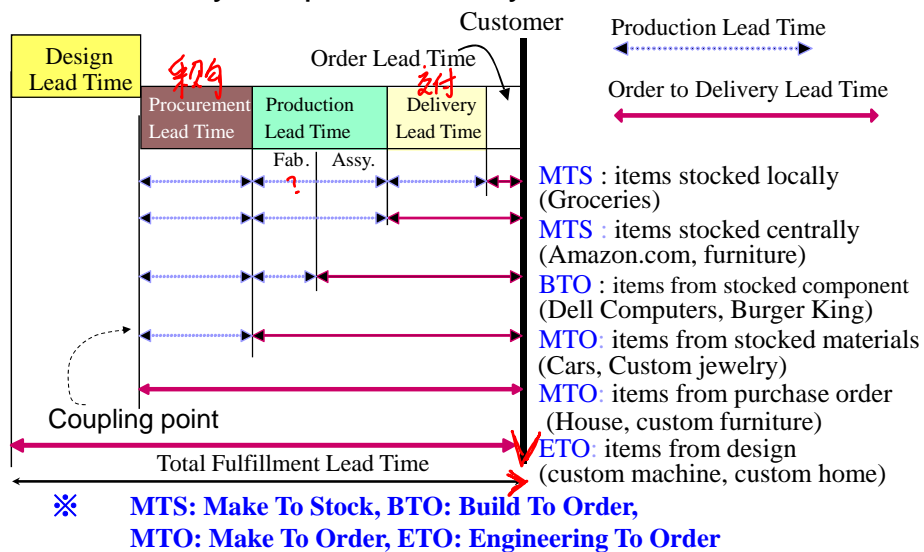 Customer
Production Lead Time
Order to Delivery Lead Time
Design
Lead Time
Order Lead Time
采购
交付
Procurement
Lead Time
Production
Lead Time
Delivery
Lead Time
Fab.
Assy.
?
MTS : items stocked locally
(Groceries)
MTS : items stocked centrally
(Amazon.com, furniture)
BTO : items from stocked component
(Dell Computers, Burger King)
MTO: items from stocked materials
(Cars, Custom jewelry)
MTO: items from purchase order
(House, custom furniture)
ETO: items from design
(custom machine, custom home)
Coupling point
Total Fulfillment Lead Time
※ MTS: Make To Stock, BTO: Build To Order,
MTO: Make To Order, ETO: Engineering To Order